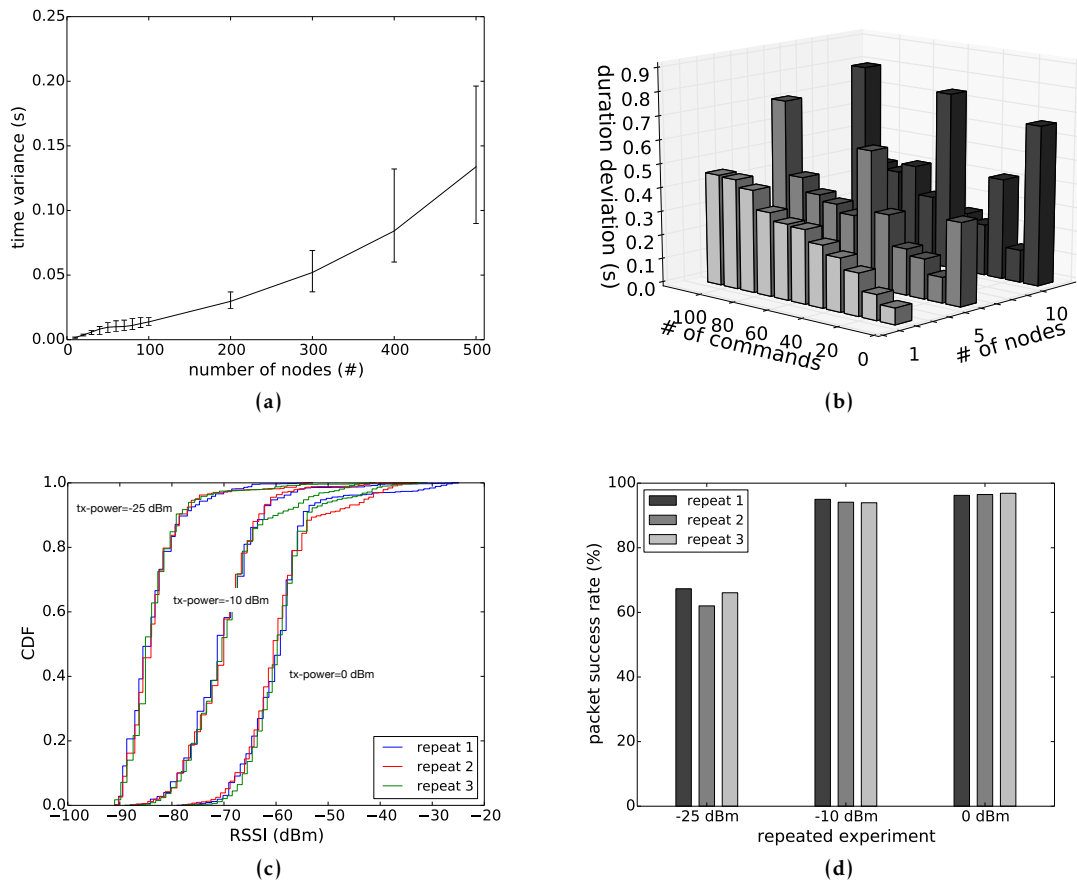 0.25
0.20
0.15
0.10
0.05
0.00
time variance (s)
0
100
200
300
400
500
number of nodes (#)
(a)
0.9
0.8
0.7
0.6
0.5
0.4
0.3
0.2
0.1
0.0
duration deviation (s)
100
80
60
40
20
0
# of commands
1
5
10
# of nodes
(b)
1.0
0.8
0.6
0.4
0.2
0.0
CDF
tx-power=-25 dBm
tx-power=-10 dBm
tx-power=0 dBm
repeat 1
repeat 2
repeat 3
−100
−90
−80
−70
−60
−50
−40
−30
−20
RSSI (dBm)
(c)
100
80
60
40
20
0
packet success rate (%)
repeat 1
repeat 2
repeat 3
-25 dBm
-10 dBm
0 dBm
repeated experiment
(d)